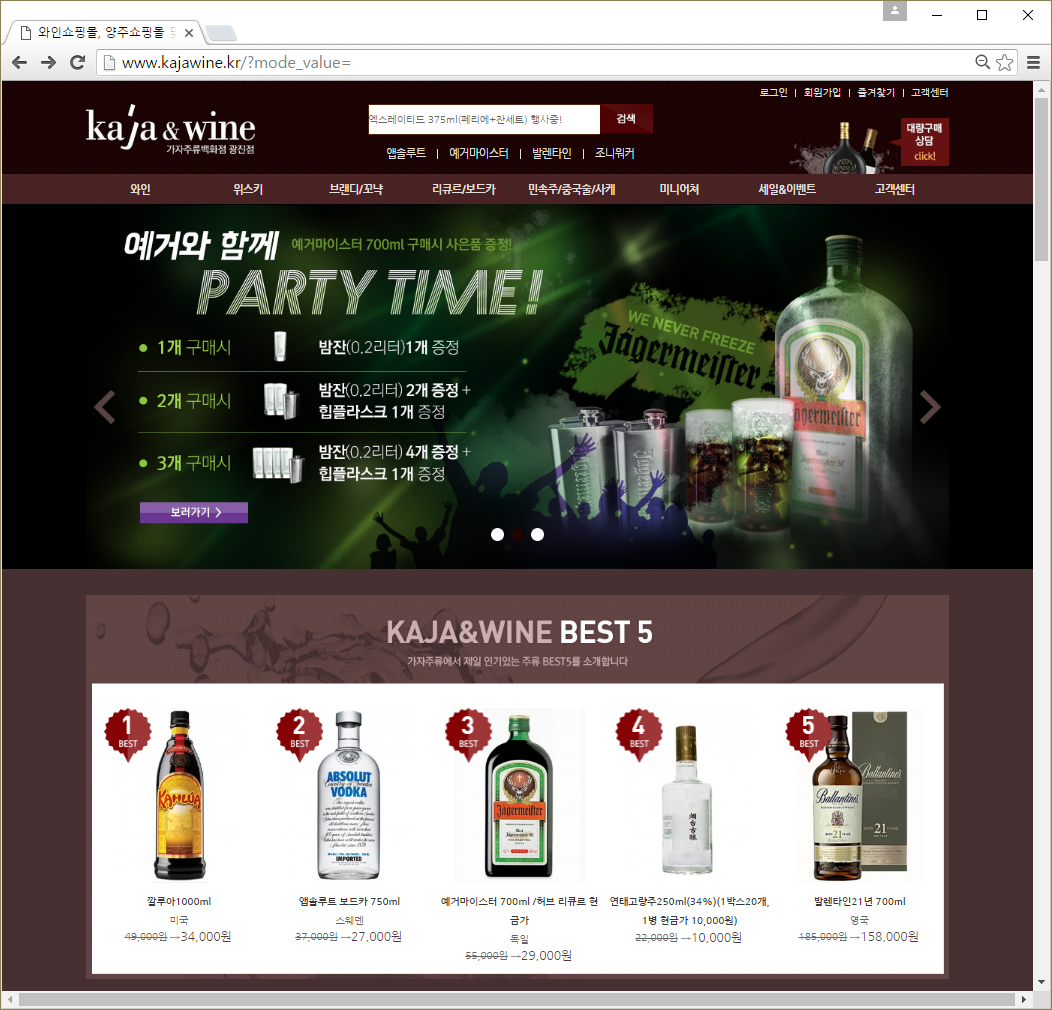 와인쇼핑몰, 양주쇼핑몰
www.kajawine.kr/?mode_value=
로그인 | 회원가입 | 즐겨찾기 | 고객센터
kaja & wine
가자주류백화점 광진점
엑스레이티드 375ml(페리에+잔세트) 행사중!
검색
앱솔루트 | 예거마이스터 | 발렌타인 | 조니워커
대량구매
상담
click!
와인 위스키 브랜디/꼬냑 리큐르/보드카 민속주/중국술/사케 미니어쳐 세일&이벤트 고객센터
예거와 함께 예거마이스터 700ml 구매시 사은품 증정!
PARTY TIME!
1개 구매시 밤잔(0.2리터)1개 증정
2개 구매시 밤잔(0.2리터) 2개 증정 +
힙플라스크 1개 증정
3개 구매시 밤잔(0.2리터) 4개 증정 +
힙플라스크 1개 증정
보러가기 >
WE NEVER FREEZE
Jägermeister
Jägermeister
KAJA&WINE BEST 5
가자주류에서 제일 인기있는 주류 BEST5를 소개합니다
1 BEST
KAHLÚA
2 BEST
ABSOLUT
Country of Sweden
VODKA
IMPORTED
3 BEST
Jägermeister
4 BEST
5 BEST
Ballantine's
21
Ballantine's
AGED 21 YEARS
깔루아1000ml
미국
49,000원 →34,000원
앱솔루트 보드카 750ml
스웨덴
37,000원 →27,000원
예거마이스터 700ml /허브 리큐르 현
금가
독일
55,000원 →29,000원
연태고량주250ml(34%)(1박스20개,
1병 현금가 10,000원)
22,000원 →10,000원
발렌타인21년 700ml
영국
185,000원 →158,000원